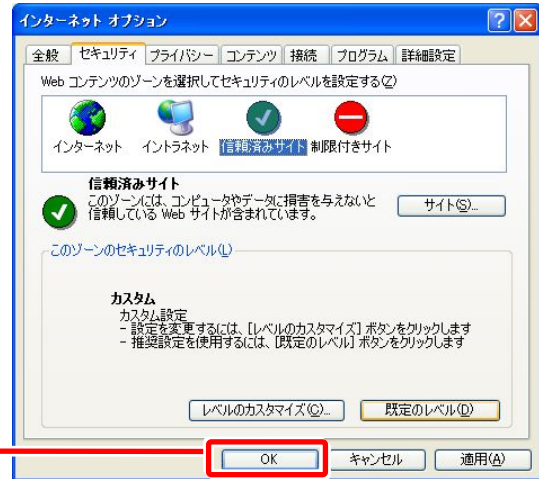 インターネット オプション
全般 セキュリティ プライバシー コンテンツ 接続 プログラム 詳細設定
Web コンテンツのゾーンを選択してセキュリティのレベルを設定する(Z)
インターネット イントラネット 信頼済みサイト 制限付きサイト
信頼済みサイト
このゾーンには、コンピュータやデータに損害を与えないと
信頼している Web サイトが含まれています。
サイト(S)...
このゾーンのセキュリティのレベル(L)
カスタム
カスタム設定
- 設定を変更するには、[レベルのカスタマイズ] ボタンをクリックします
- 推奨設定を使用するには、[既定のレベル] ボタンをクリックします
レベルのカスタマイズ(C)... 既定のレベル(D)
OK キャンセル 適用(A)